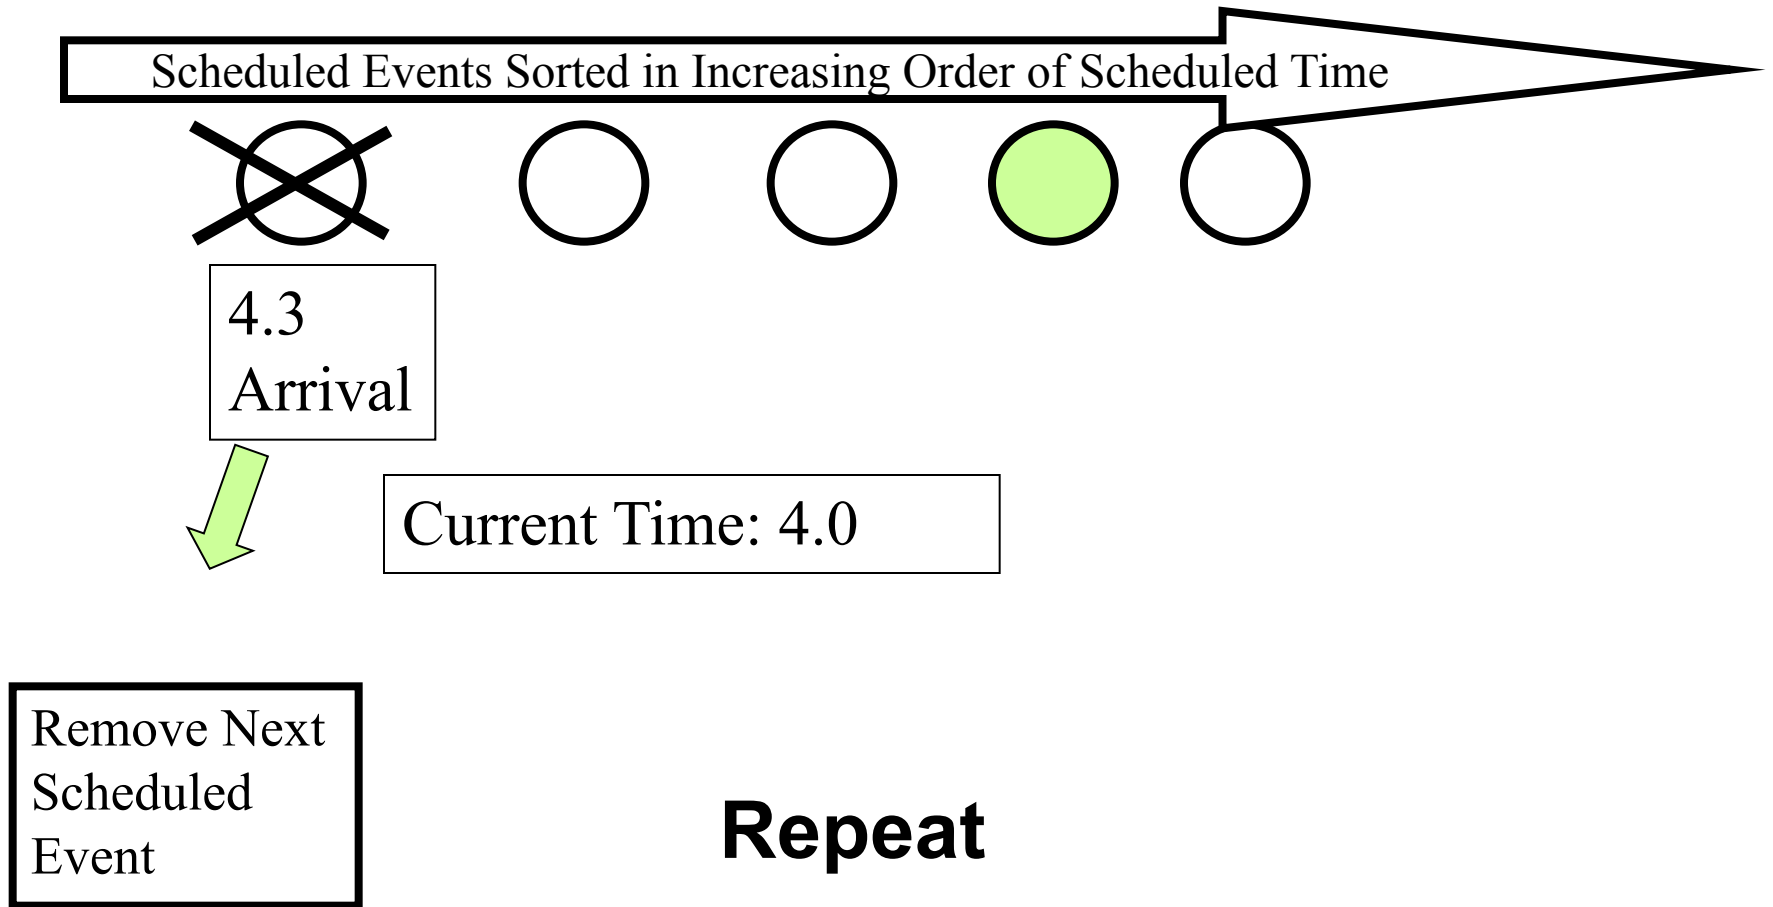 Scheduled Events Sorted in Increasing Order of Scheduled Time
4.3
Arrival
Current Time: 4.0
Remove Next
Scheduled
Event
Repeat